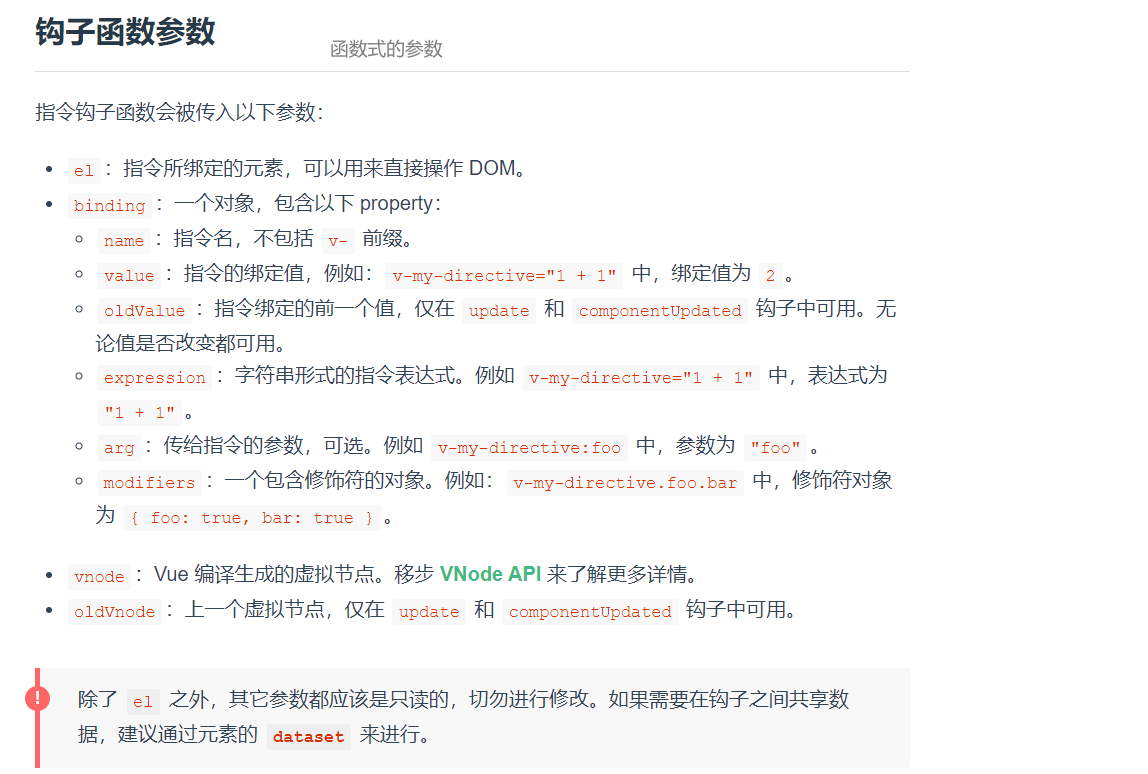 钩子函数参数
函数式的参数
指令钩子函数会被传入以下参数：
el：指令所绑定的元素，可以用来直接操作 DOM。
binding：一个对象，包含以下 property：
name：指令名，不包括 v- 前缀。
value：指令的绑定值，例如：v-my-directive="1 + 1" 中，绑定值为 2。
oldValue：指令绑定的前一个值，仅在 update 和 componentUpdated 钩子中可用。无
论值是否改变都可用。
expression：字符串形式的指令表达式。例如 v-my-directive="1 + 1" 中，表达式为
"1 + 1"。
arg：传给指令的参数，可选。例如 v-my-directive:foo 中，参数为 "foo"。
modifiers：一个包含修饰符的对象。例如：v-my-directive.foo.bar 中，修饰符对象
为 { foo: true, bar: true }。
vnode：Vue 编译生成的虚拟节点。移步 VNode API 来了解更多详情。
oldVnode：上一个虚拟节点，仅在 update 和 componentUpdated 钩子中可用。
! 除了 el 之外，其它参数都应该是只读的，切勿进行修改。如果需要在钩子之间共享数
据，建议通过元素的 dataset 来进行。